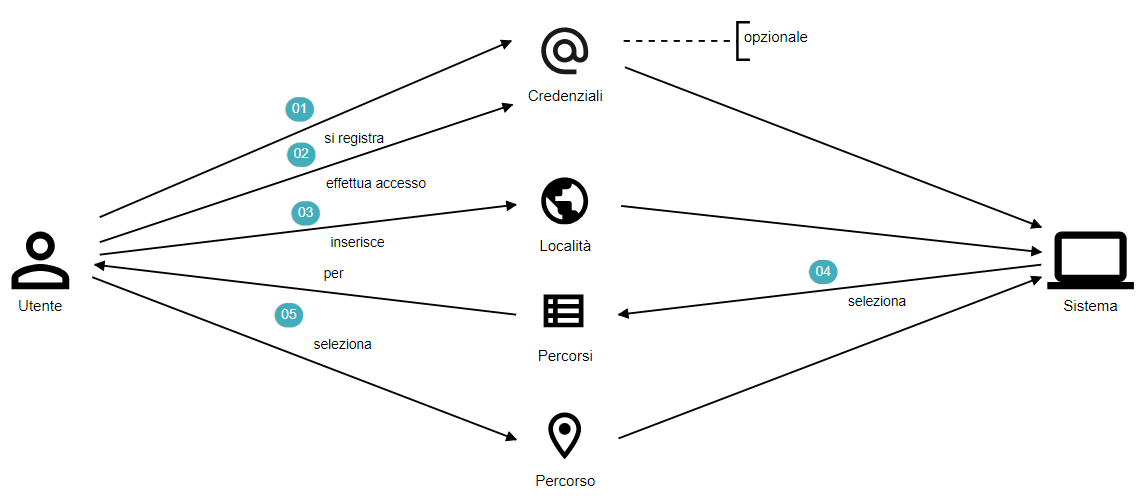 opzionale
Credenziali
01
si registra
02
effettua accesso
03
inserisce
Località
per
04
seleziona
Utente
Sistema
05
seleziona
Percorsi
Percorso